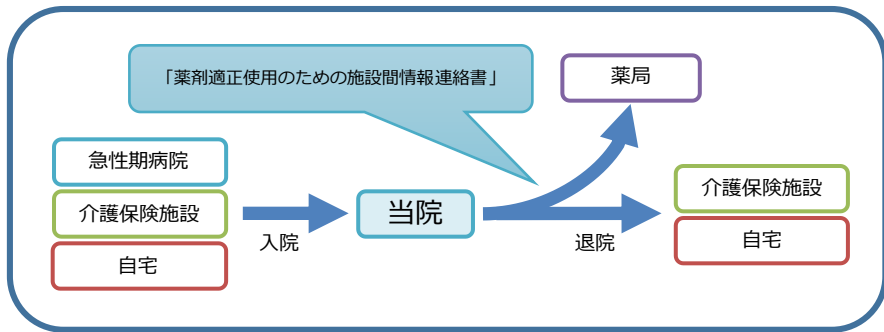 「薬剤適正使用のための施設間情報連絡書」
薬局
急性期病院
介護保険施設
自宅
入院
当院
退院
介護保険施設
自宅